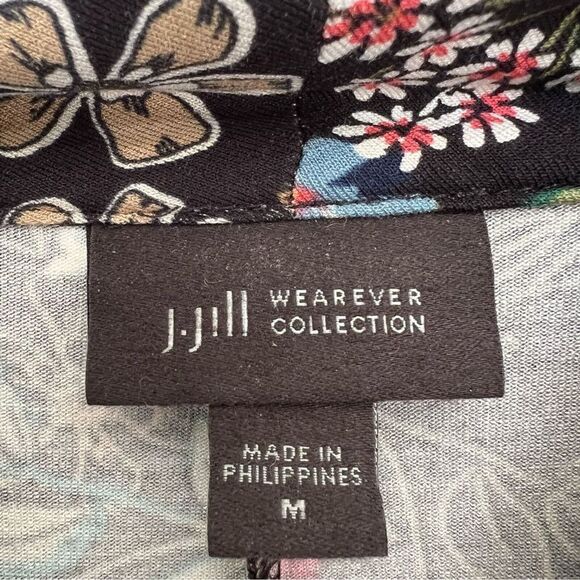 J.Jill WEAREVER
COLLECTION
MADE IN
PHILIPPINES
M